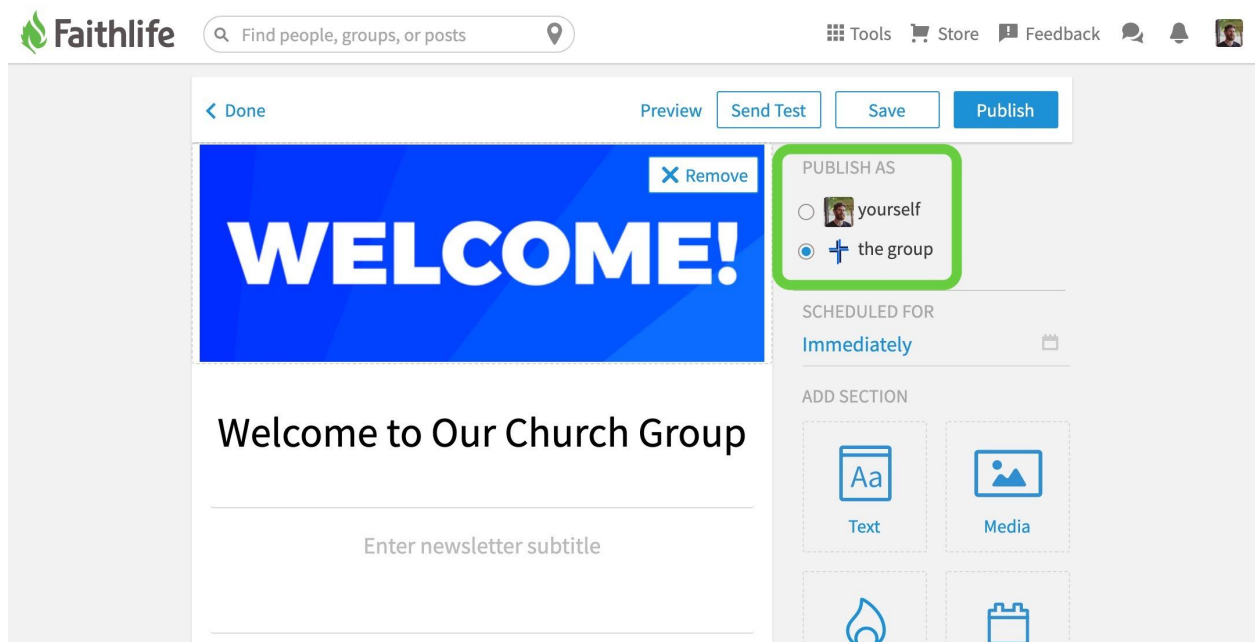 Faithlife
Find people, groups, or posts
Tools
Store
Feedback
Done
Preview
Send Test
Save
Publish
Remove
WELCOME!
Welcome to Our Church Group
Enter newsletter subtitle
PUBLISH AS
yourself
the group
SCHEDULED FOR
Immediately
ADD SECTION
Aa
Text
Media